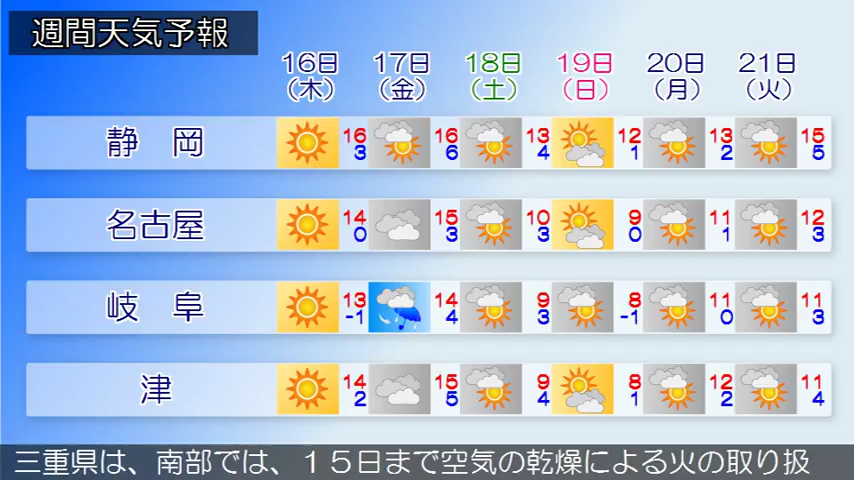 週間天気予報
16日 17日 18日 19日 20日 21日
（木） （金） （土） （日） （月） （火）
静　岡 16 3 16 6 13 4 12 1 13 2 15 5
名古屋 14 0 15 3 10 3 9 0 11 1 12 3
岐　阜 13 -1 14 4 9 3 8 -1 11 0 11 3
津 14 2 15 5 9 4 8 1 12 2 11 4
三重県は、南部では、１５日まで空気の乾燥による火の取り扱